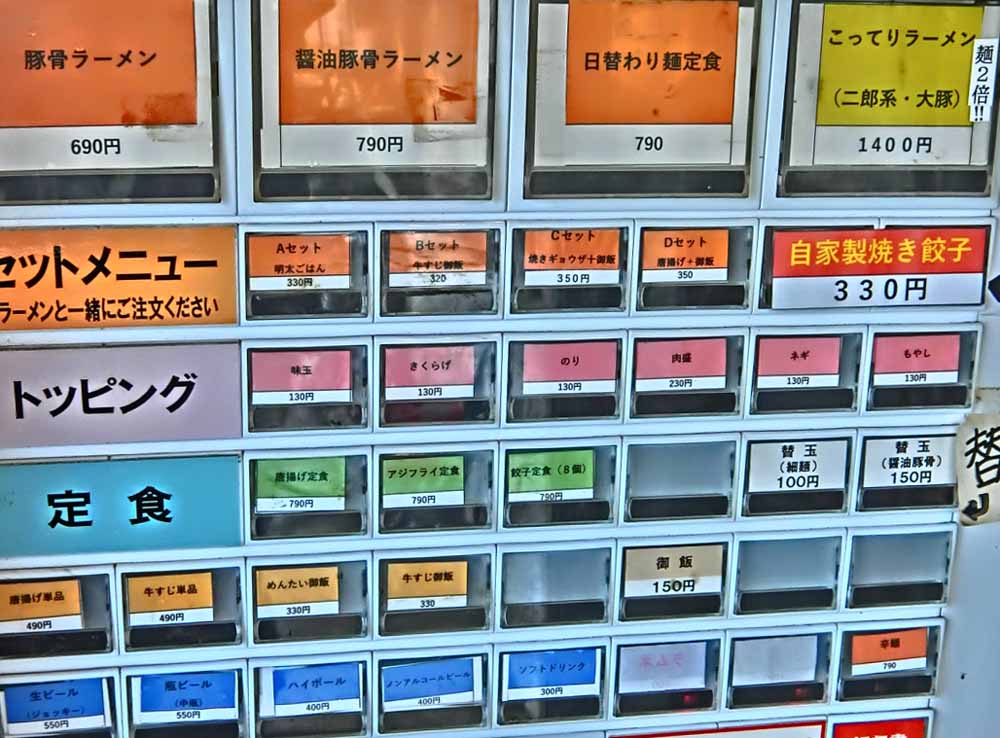 豚骨ラーメン
690円
醤油豚骨ラーメン
790円
日替わり麺定食
790
こってりラーメン
(二郎系・大豚)
1400円
麺2倍!!
セットメニュー
ラーメンと一緒にご注文ください
Aセット
明太ごはん
330円
Bセット
牛すじ御飯
320
Cセット
焼きギョウザ+御飯
350円
Dセット
唐揚げ+御飯
350
自家製焼き餃子
330円
トッピング
味玉
130円
きくらげ
130円
のり
130円
肉盛
230円
ネギ
130円
もやし
130円
定食
唐揚げ定食
790円
アジフライ定食
790円
餃子定食(8個)
790円
替玉
(細麺)
100円
替玉
(醤油豚骨)
150円
替
唐揚げ単品
490円
牛すじ単品
490円
めんたい御飯
330円
牛すじ御飯
330
御飯
150円
生ビール
(ジョッキー)
550円
瓶ビール
(中瓶)
550円
ハイボール
400円
ノンアルコールビール
400円
ソフトドリンク
300円
辛麺
790